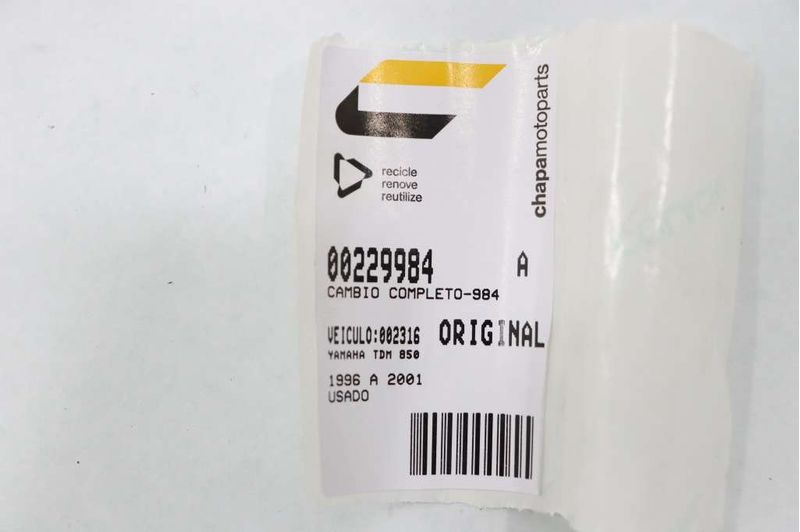 recicle
renove
reutilize
chapamotoparts
00229984 A
CAMBIO COMPLETO-984
VEICULO:002316 ORIGINAL
YAMAHA TDM 850
1996 A 2001
USADO